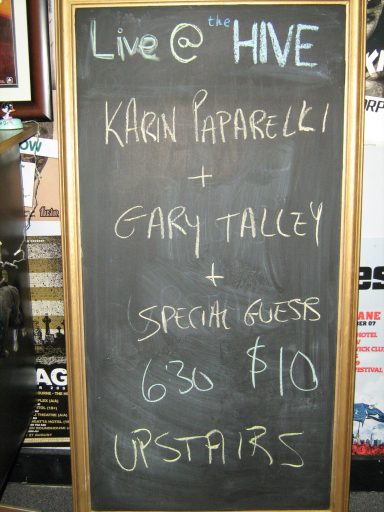 Live @ the HIVE
KARIN PAPARELLI
+
GARY TALLEY
+
SPECIAL GUESTS
630 $10
UPSTAIRS